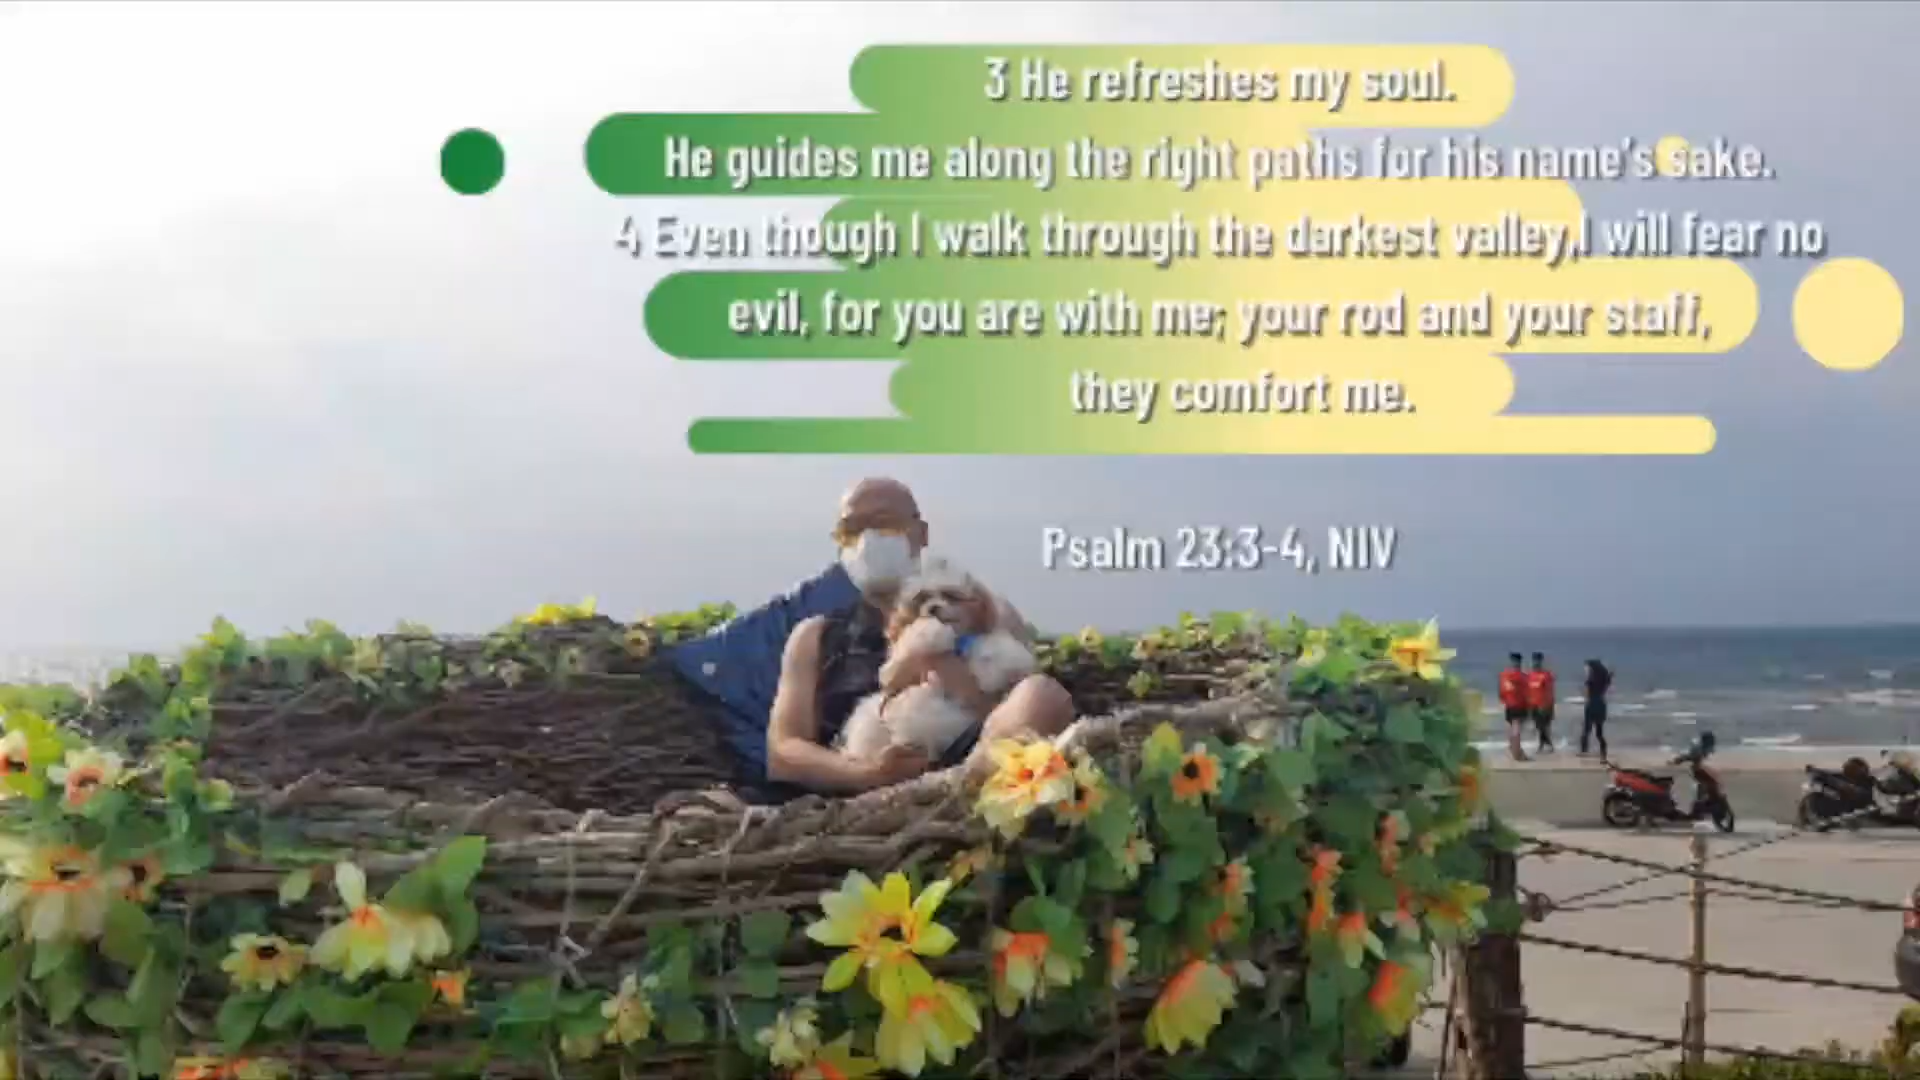 3 He refreshes my soul.
He guides me along the right paths for his name's sake.
4 Even though I walk through the darkest valley,I will fear no
evil, for you are with me; your rod and your staff,
they comfort me.
Psalm 23:3-4, NIV